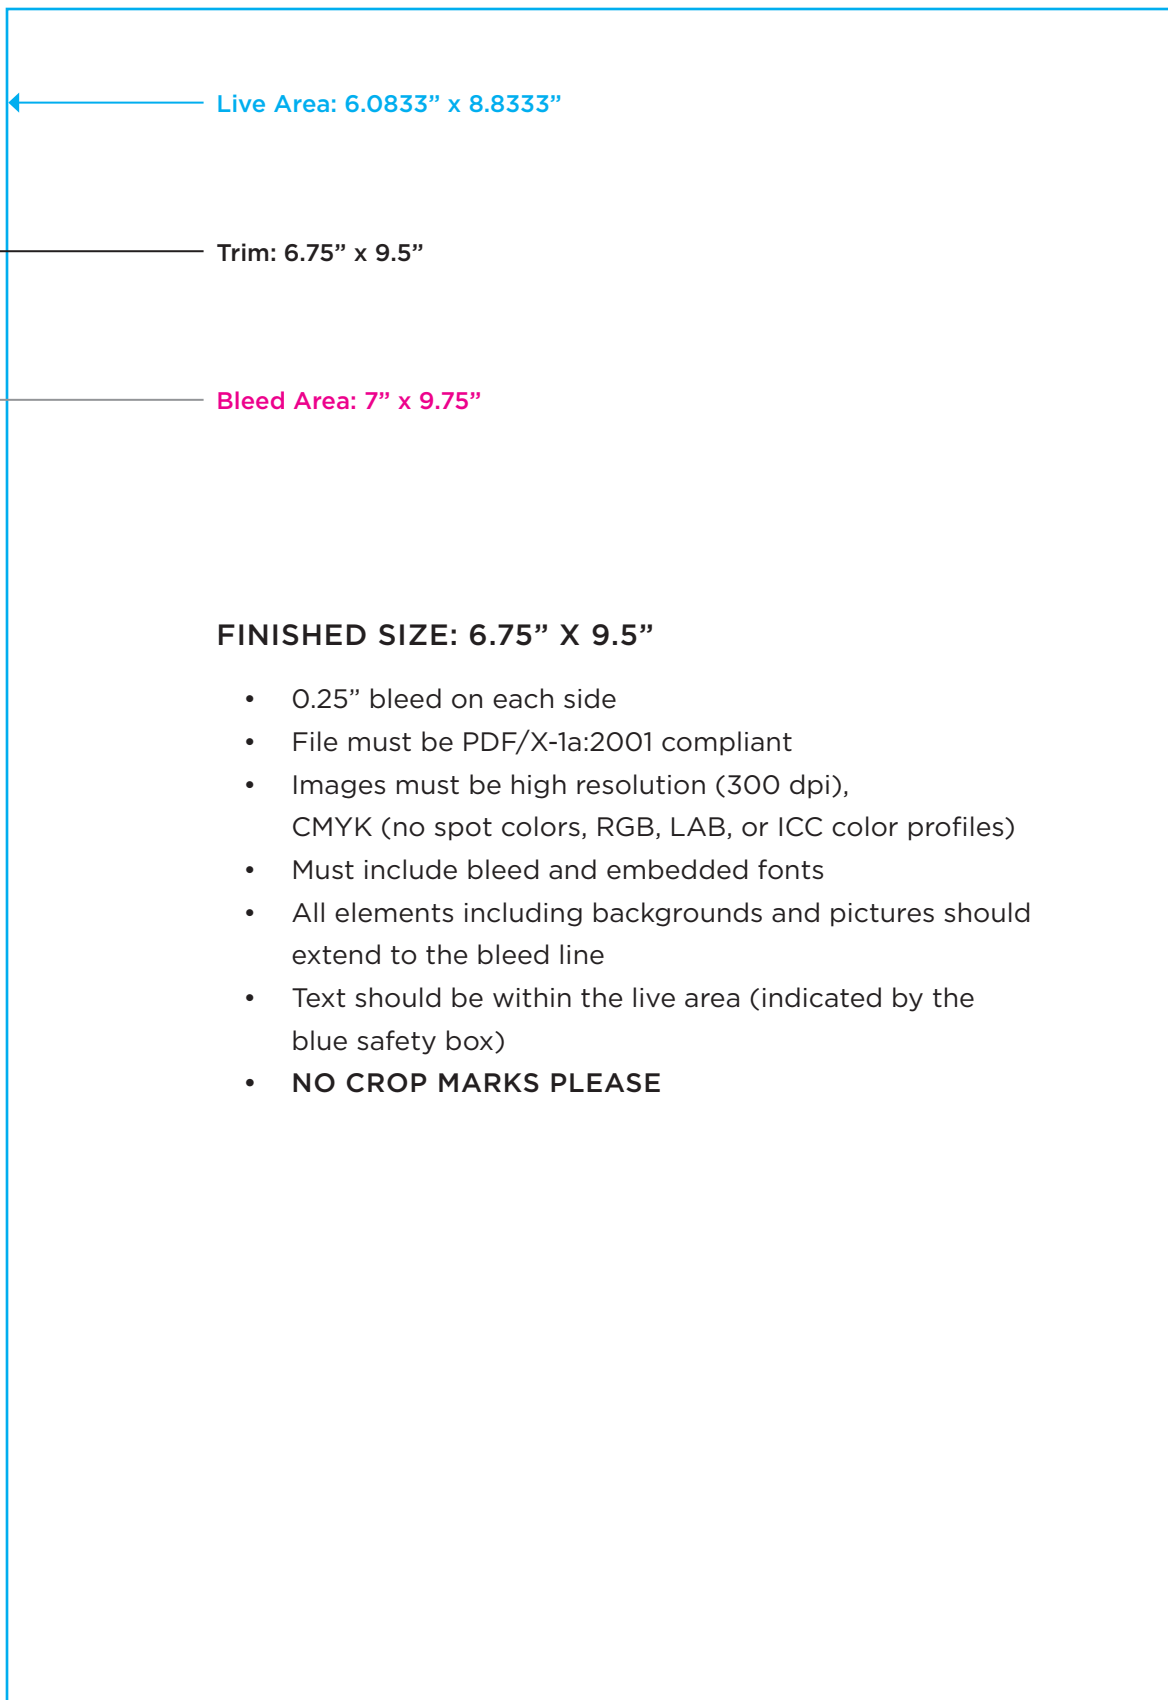 Live Area: 6.0833” x 8.8333”
Trim: 6.75” x 9.5”
Bleed Area: 7” x 9.75”
FINISHED SIZE: 6.75” X 9.5”
• 0.25” bleed on each side
• File must be PDF/X-1a:2001 compliant
• Images must be high resolution (300 dpi),
CMYK (no spot colors, RGB, LAB, or ICC color profiles)
• Must include bleed and embedded fonts
• All elements including backgrounds and pictures should
extend to the bleed line
• Text should be within the live area (indicated by the
blue safety box)
• NO CROP MARKS PLEASE